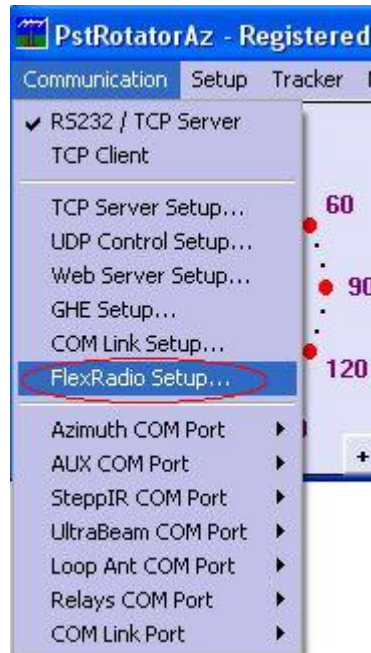 PstRotatorAz - Registered
Communication Setup Tracker
RS232 / TCP Server
TCP Client
TCP Server Setup...
60
UDP Control Setup...
Web Server Setup...
90
GHE Setup...
COM Link Setup...
FlexRadio Setup...
120
Azimuth COM Port
AUX COM Port
+
SteppIR COM Port
UltraBeam COM Port
Loop Ant COM Port
Relays COM Port
COM Link Port